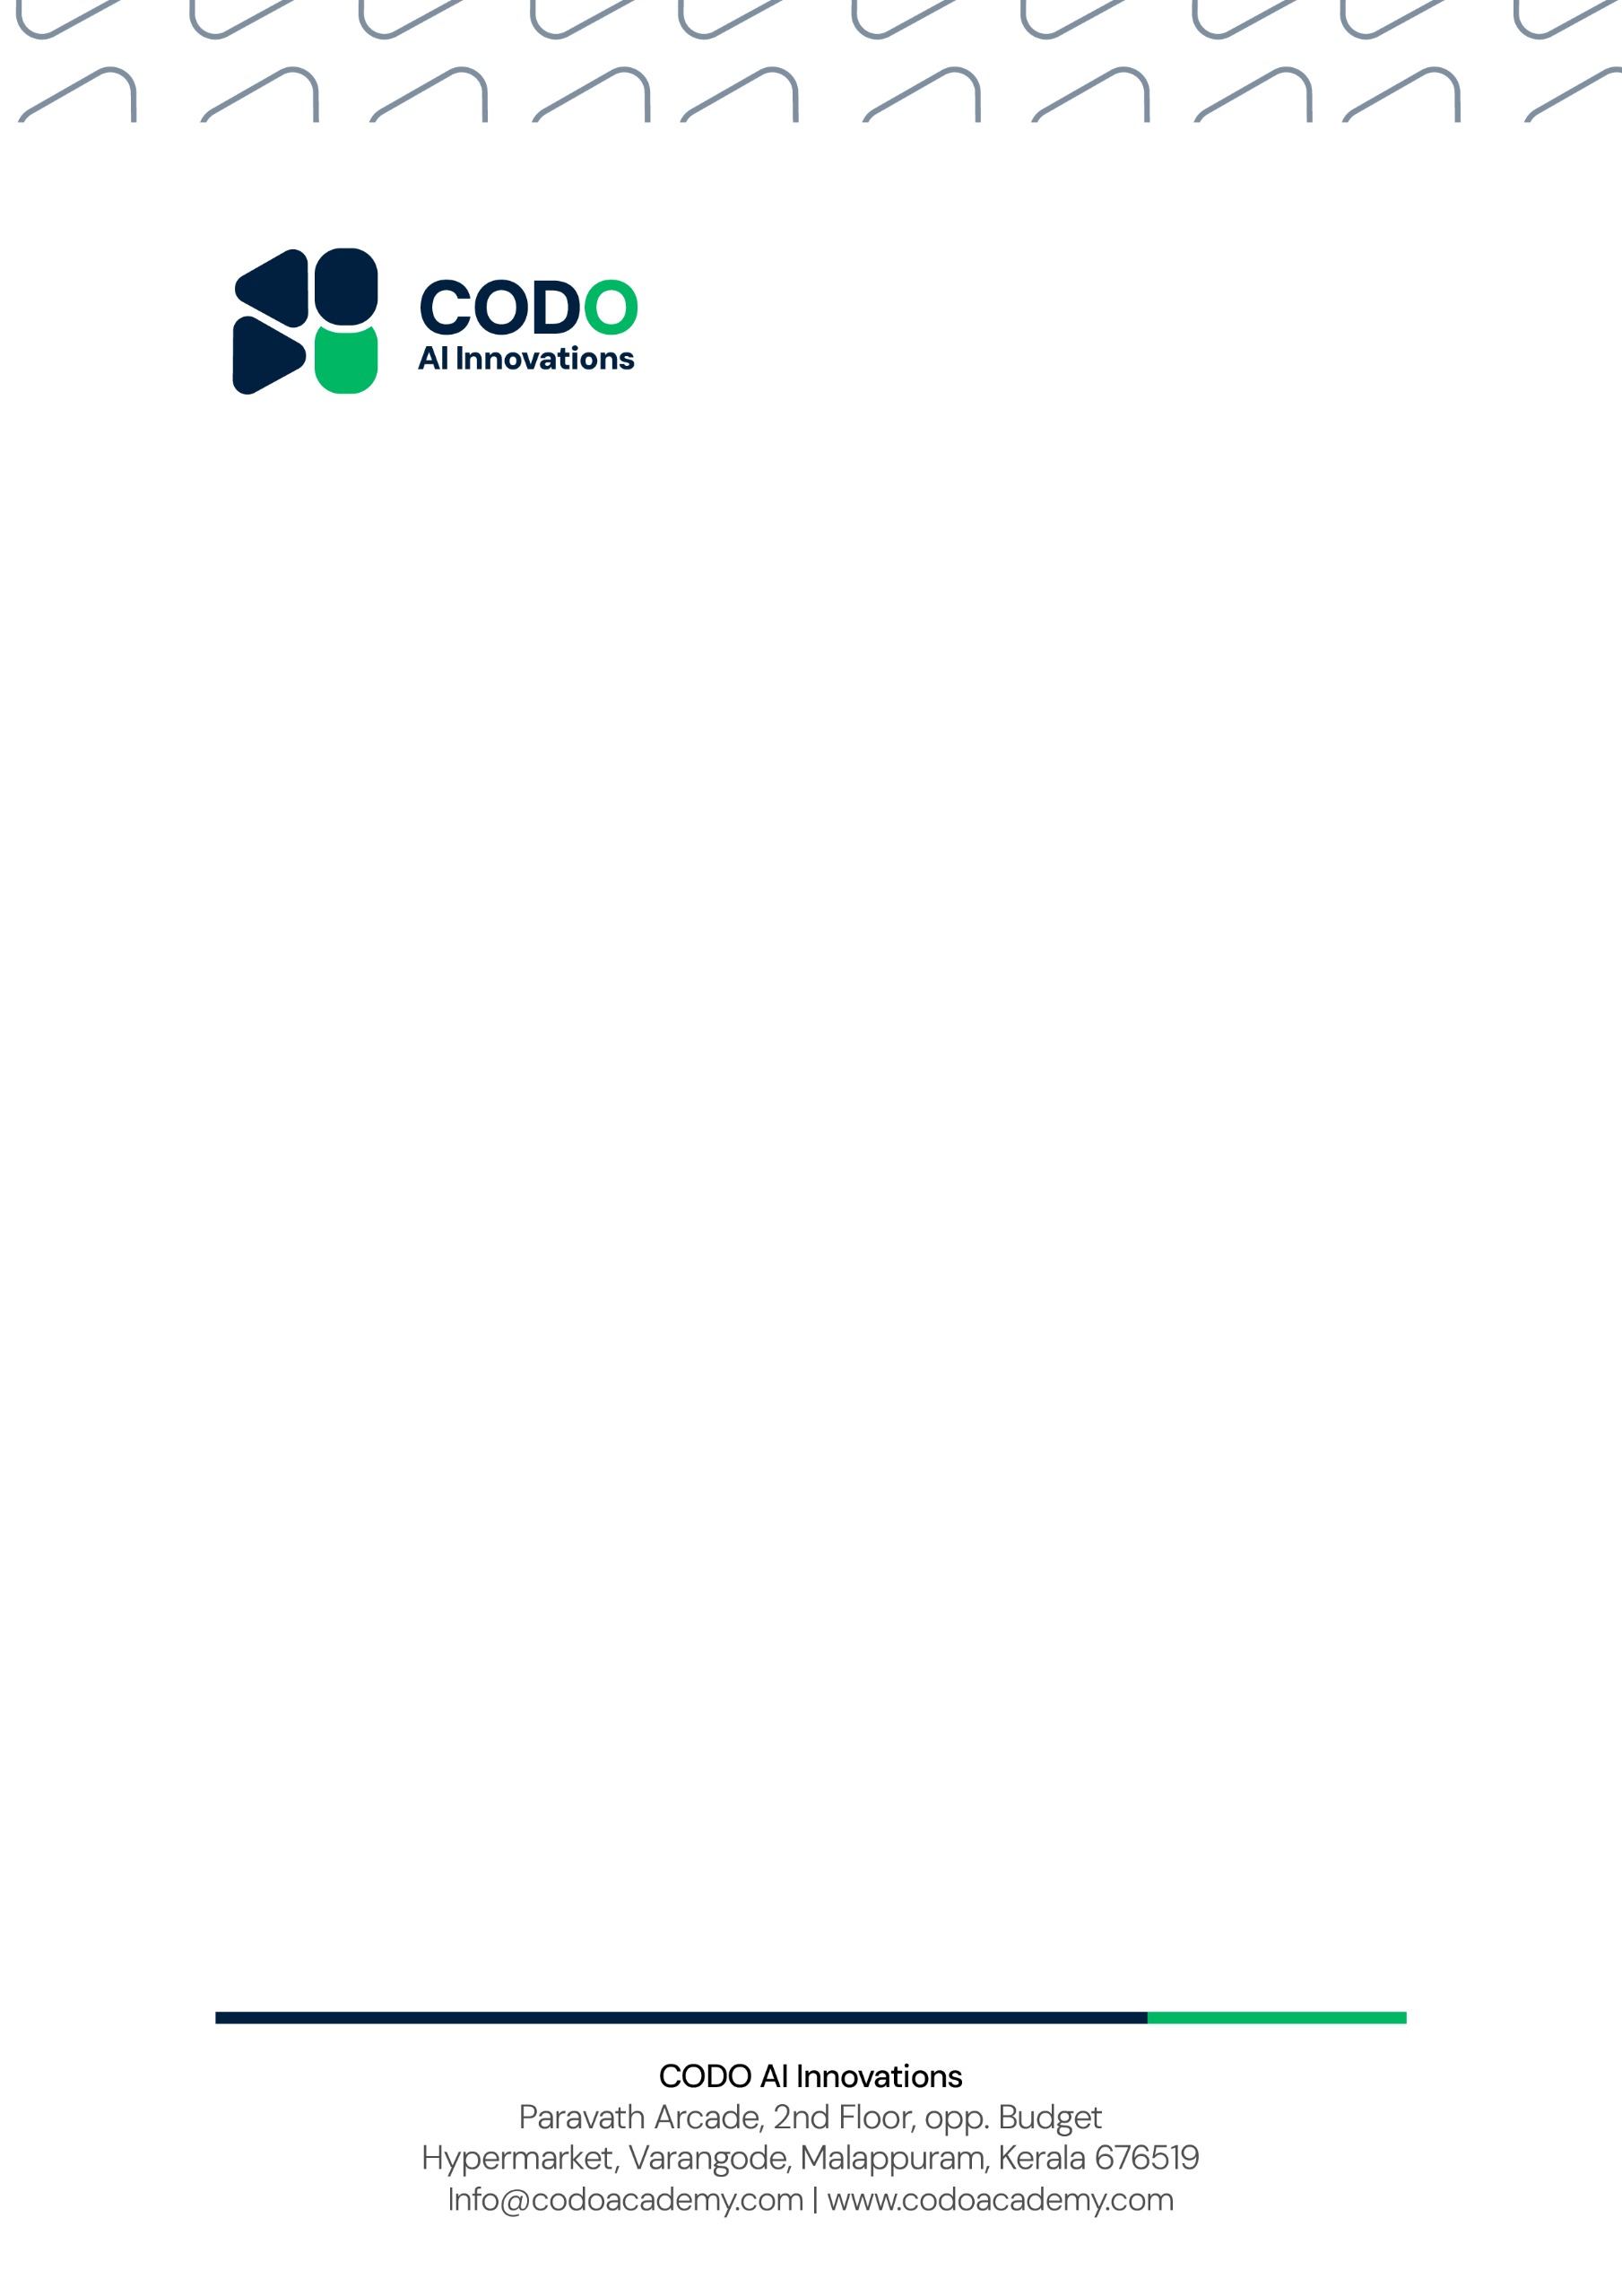 CODO
AI Innovations
CODO AI Innovations
Paravath Arcade, 2nd Floor, opp. Budget
Hypermarket, Varangode, Malappuram, Kerala 676519
Info@codoacademy.com | www.codoacademy.com